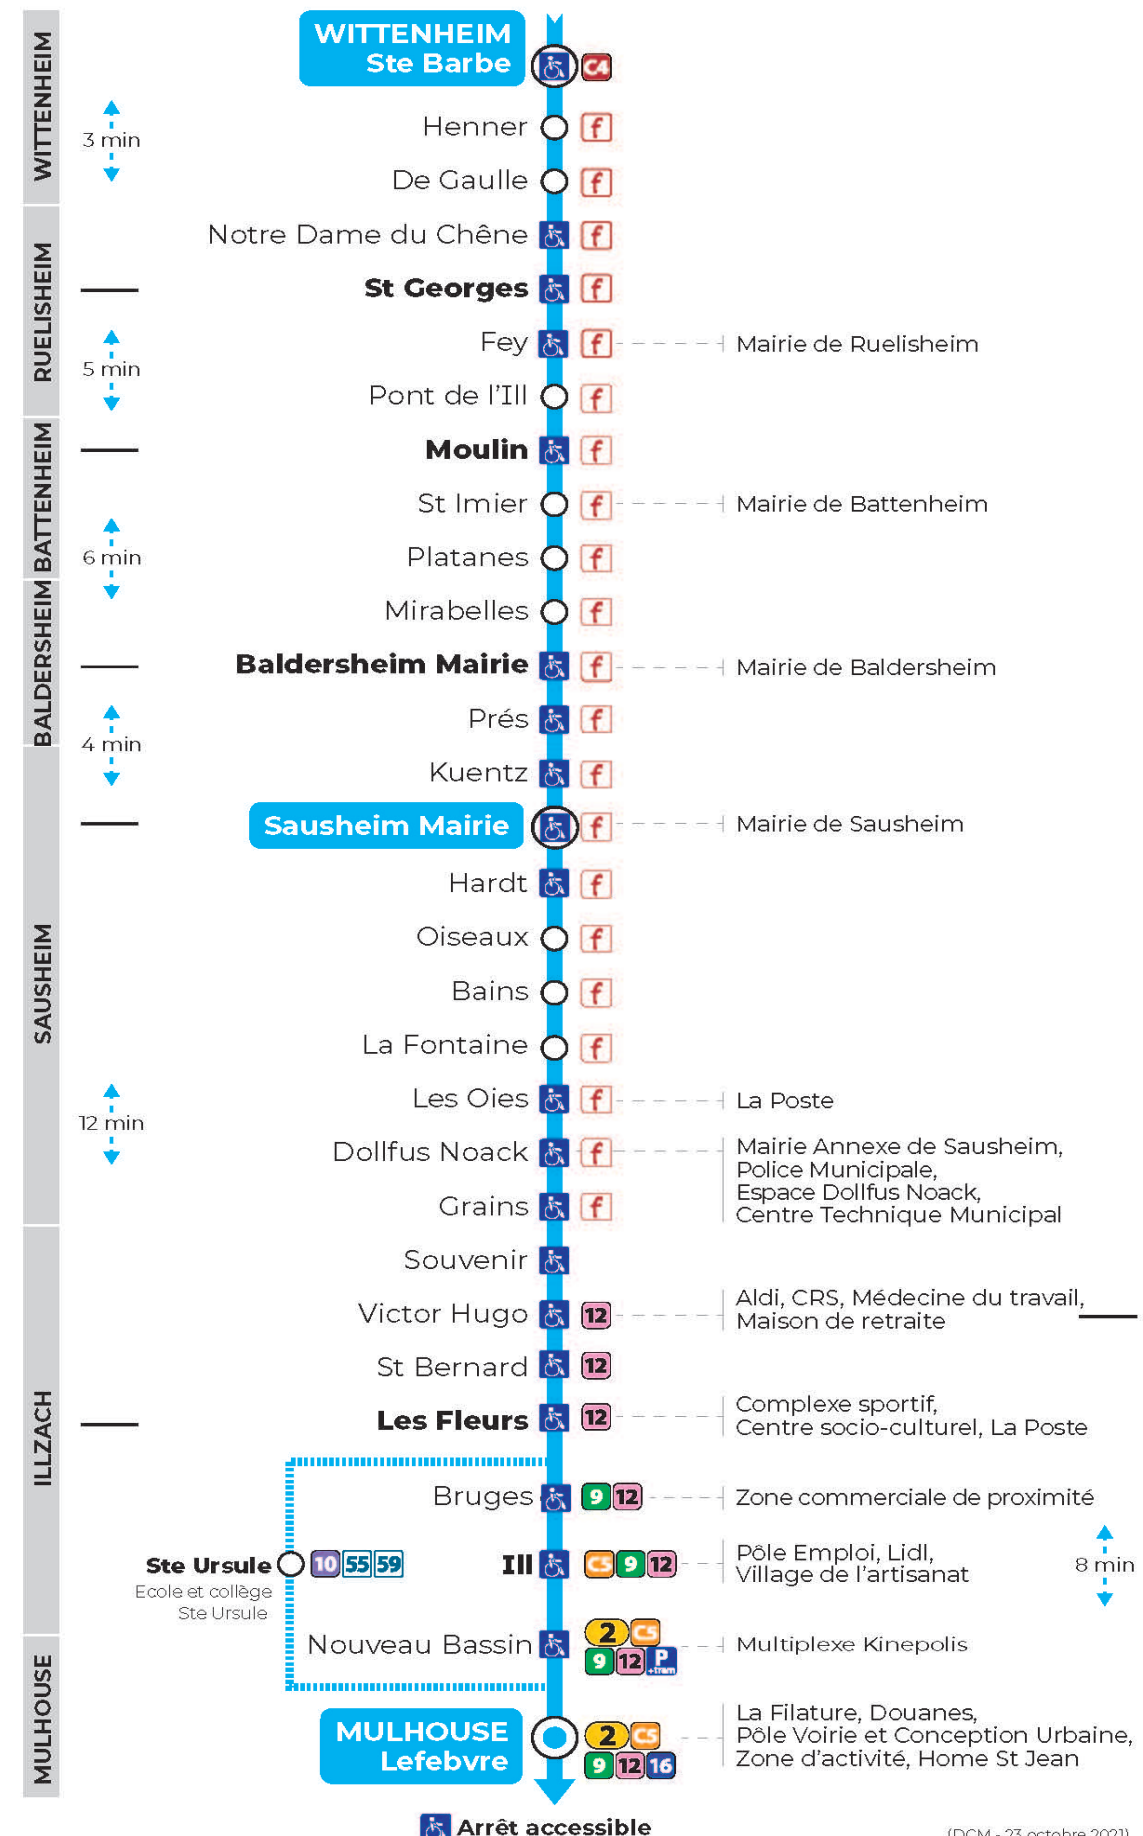 WITTENHEIM
WITTENHEIM
Ste Barbe
C4
3 min
Henner f
De Gaulle f
RUELISHEIM
Notre Dame du Chêne f
St Georges f
Fey f Mairie de Ruelisheim
5 min
Pont de l'Ill f
BATTENHEIM
Moulin f
St Imier f Mairie de Battenheim
6 min
Platanes f
BALDERSHEIM
Mirabelles f
Baldersheim Mairie f Mairie de Baldersheim
Prés f
4 min
SAUSHEIM
Kuentz f
Sausheim Mairie f Mairie de Sausheim
Hardt f
Oiseaux f
Bains f
La Fontaine f
Les Oies f La Poste
12 min
Dollfus Noack f
Mairie Annexe de Sausheim,
Police Municipale,
Espace Dollfus Noack,
Centre Technique Municipal
Grains f
ILLZACH
Souvenir
Victor Hugo 12
Aldi, CRS, Médecine du travail,
Maison de retraite
St Bernard 12
Les Fleurs 12
Complexe sportif,
Centre socio-culturel, La Poste
Bruges 9 12 Zone commerciale de proximité
Ste Ursule 10 55 59
Ecole et collège
Ste Ursule
Ill C5 9 12
Pôle Emploi, Lidl,
Village de l'artisanat
8 min
Nouveau Bassin 2 C5
9 12 P +tram
Multiplexe Kinepolis
MULHOUSE
MULHOUSE
Lefebvre
2 C5
9 12 16
La Filature, Douanes,
Pôle Voirie et Conception Urbaine,
Zone d'activité, Home St Jean
Arrêt accessible
(DCM - 23 octobre 2021)